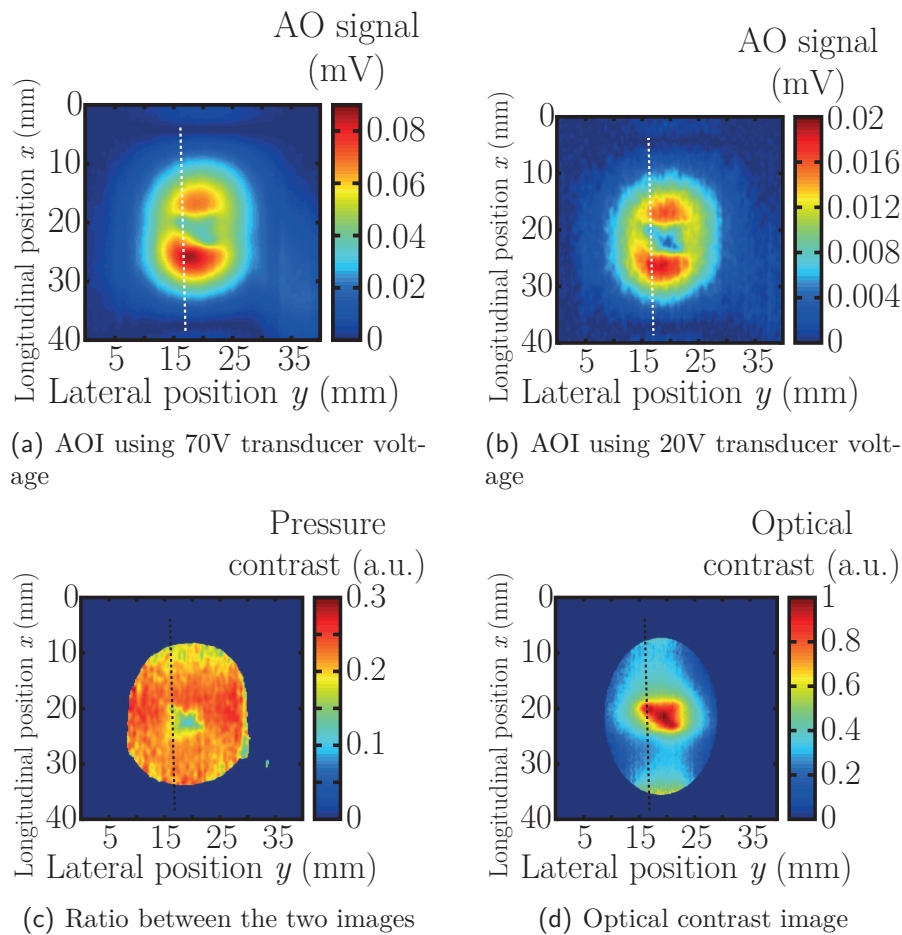 AO signal
(mV)
Longitudinal position x (mm)
0
10
20
30
40
5
15
25
35
Lateral position y (mm)
0.08
0.06
0.04
0.02
0
(a) AOI using 70V transducer volt-
age
AO signal
(mV)
Longitudinal position x (mm)
0
10
20
30
40
5
15
25
35
Lateral position y (mm)
0.02
0.016
0.012
0.008
0.004
0
(b) AOI using 20V transducer volt-
age
Pressure
contrast (a.u.)
Longitudinal position x (mm)
0
10
20
30
40
5
15
25
35
Lateral position y (mm)
0.3
0.2
0.1
0
(c) Ratio between the two images
Optical
contrast (a.u.)
Longitudinal position x (mm)
0
10
20
30
40
5
15
25
35
Lateral position y (mm)
1
0.8
0.6
0.4
0.2
0
(d) Optical contrast image